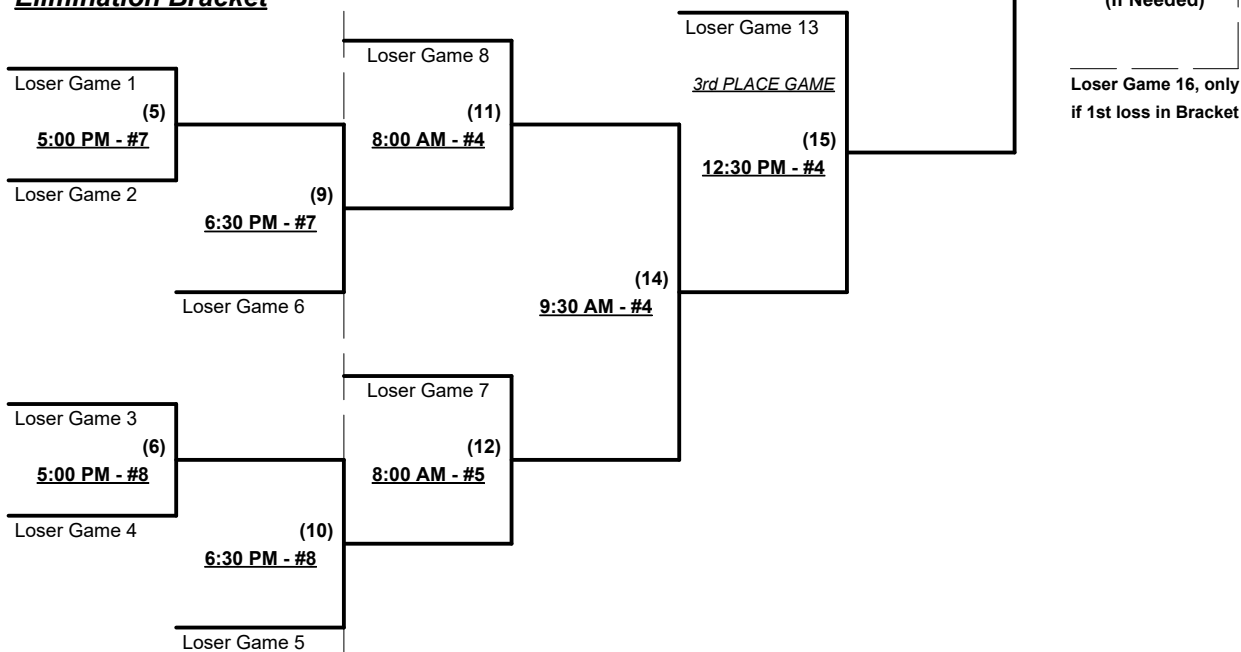 Elimination Bracket
(If Needed)
Loser Game 13
Loser Game 8
Loser Game 1
3rd PLACE GAME
Loser Game 16, only
if 1st loss in Bracket
(5)
5:00 PM - #7
(11)
8:00 AM - #4
(15)
12:30 PM - #4
Loser Game 2
(9)
6:30 PM - #7
(14)
9:30 AM - #4
Loser Game 6
Loser Game 7
Loser Game 3
(6)
5:00 PM - #8
(12)
8:00 AM - #5
Loser Game 4
(10)
6:30 PM - #8
Loser Game 5